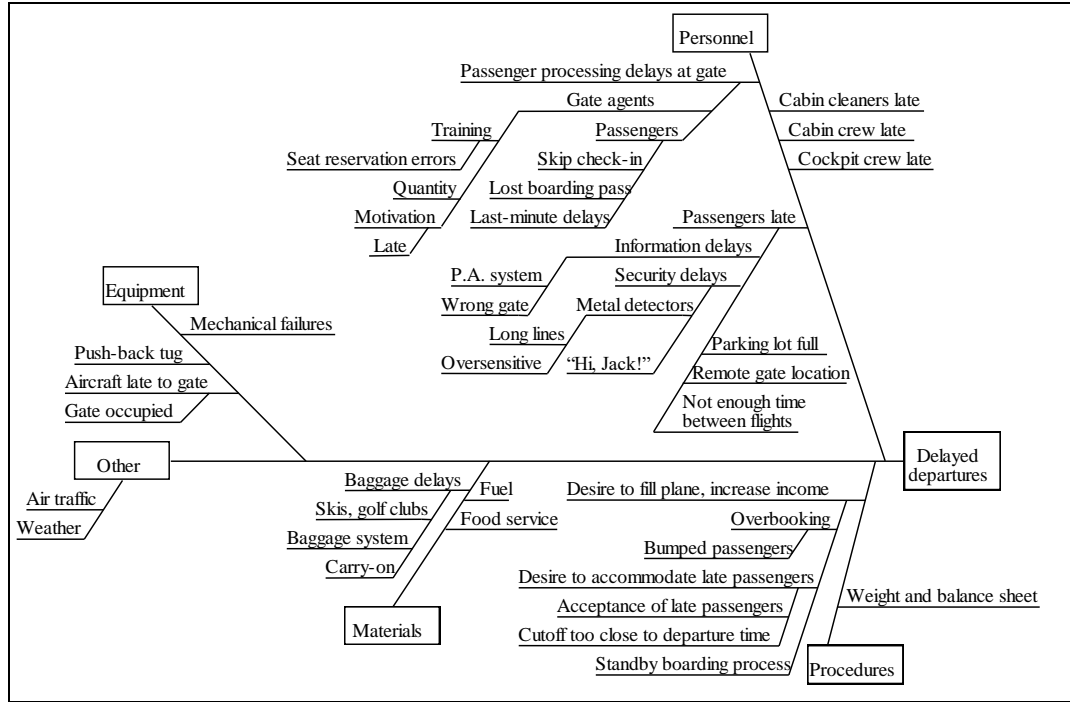 Personnel
Passenger processing delays at gate
Gate agents
Training
Seat reservation errors
Quantity
Motivation
Late
Passengers
Skip check-in
Lost boarding pass
Last-minute delays
Cabin cleaners late
Cabin crew late
Cockpit crew late
Passengers late
Information delays
P.A. system
Wrong gate
Security delays
Metal detectors
Long lines
Oversensitive
“Hi, Jack!”
Parking lot full
Remote gate location
Not enough time
between flights
Equipment
Mechanical failures
Push-back tug
Aircraft late to gate
Gate occupied
Other
Air traffic
Weather
Delayed
departures
Baggage delays
Skis, golf clubs
Baggage system
Carry-on
Fuel
Food service
Materials
Desire to fill plane, increase income
Overbooking
Bumped passengers
Desire to accommodate late passengers
Acceptance of late passengers
Cutoff too close to departure time
Standby boarding process
Weight and balance sheet
Procedures